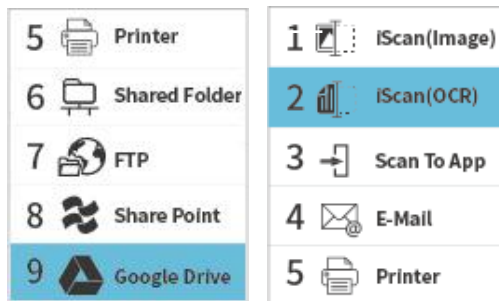 5 Printer
6 Shared Folder
7 FTP
8 Share Point
9 Google Drive
1 iScan(Image)
2 iScan(OCR)
3 Scan To App
4 E-Mail
5 Printer